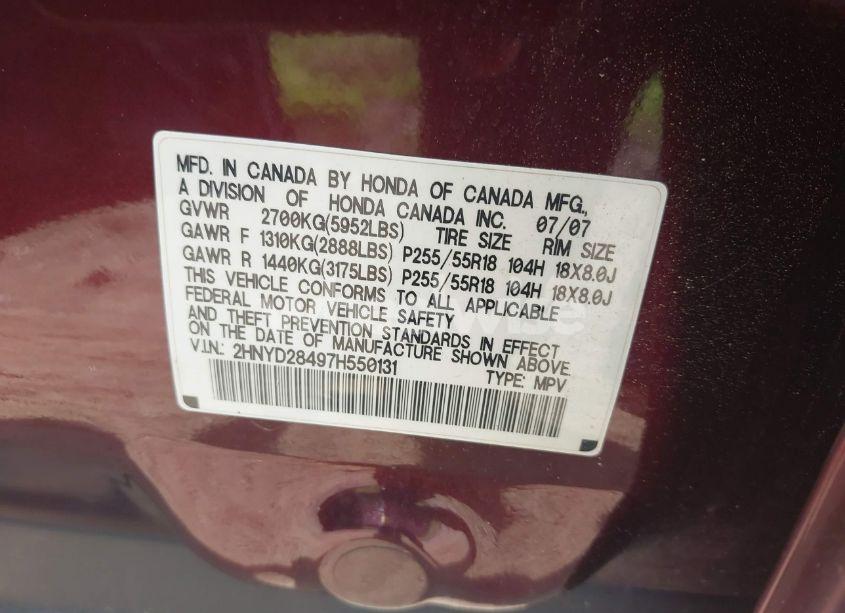 MFD. IN CANADA BY HONDA OF CANADA MFG.,
A DIVISION OF HONDA CANADA INC. 07/07
GVWR 2700KG(5952LBS) TIRE SIZE RIM SIZE
GAWR F 1310KG(2888LBS) P255/55R18 104H 18X8.0J
GAWR R 1440KG(3175LBS) P255/55R18 104H 18X8.0J
THIS VEHICLE CONFORMS TO ALL APPLICABLE
FEDERAL MOTOR VEHICLE SAFETY
AND THEFT PREVENTION STANDARDS IN EFFECT
ON THE DATE OF MANUFACTURE SHOWN ABOVE.
V.I.N.: 2HNYD28497H550131 TYPE: MPV